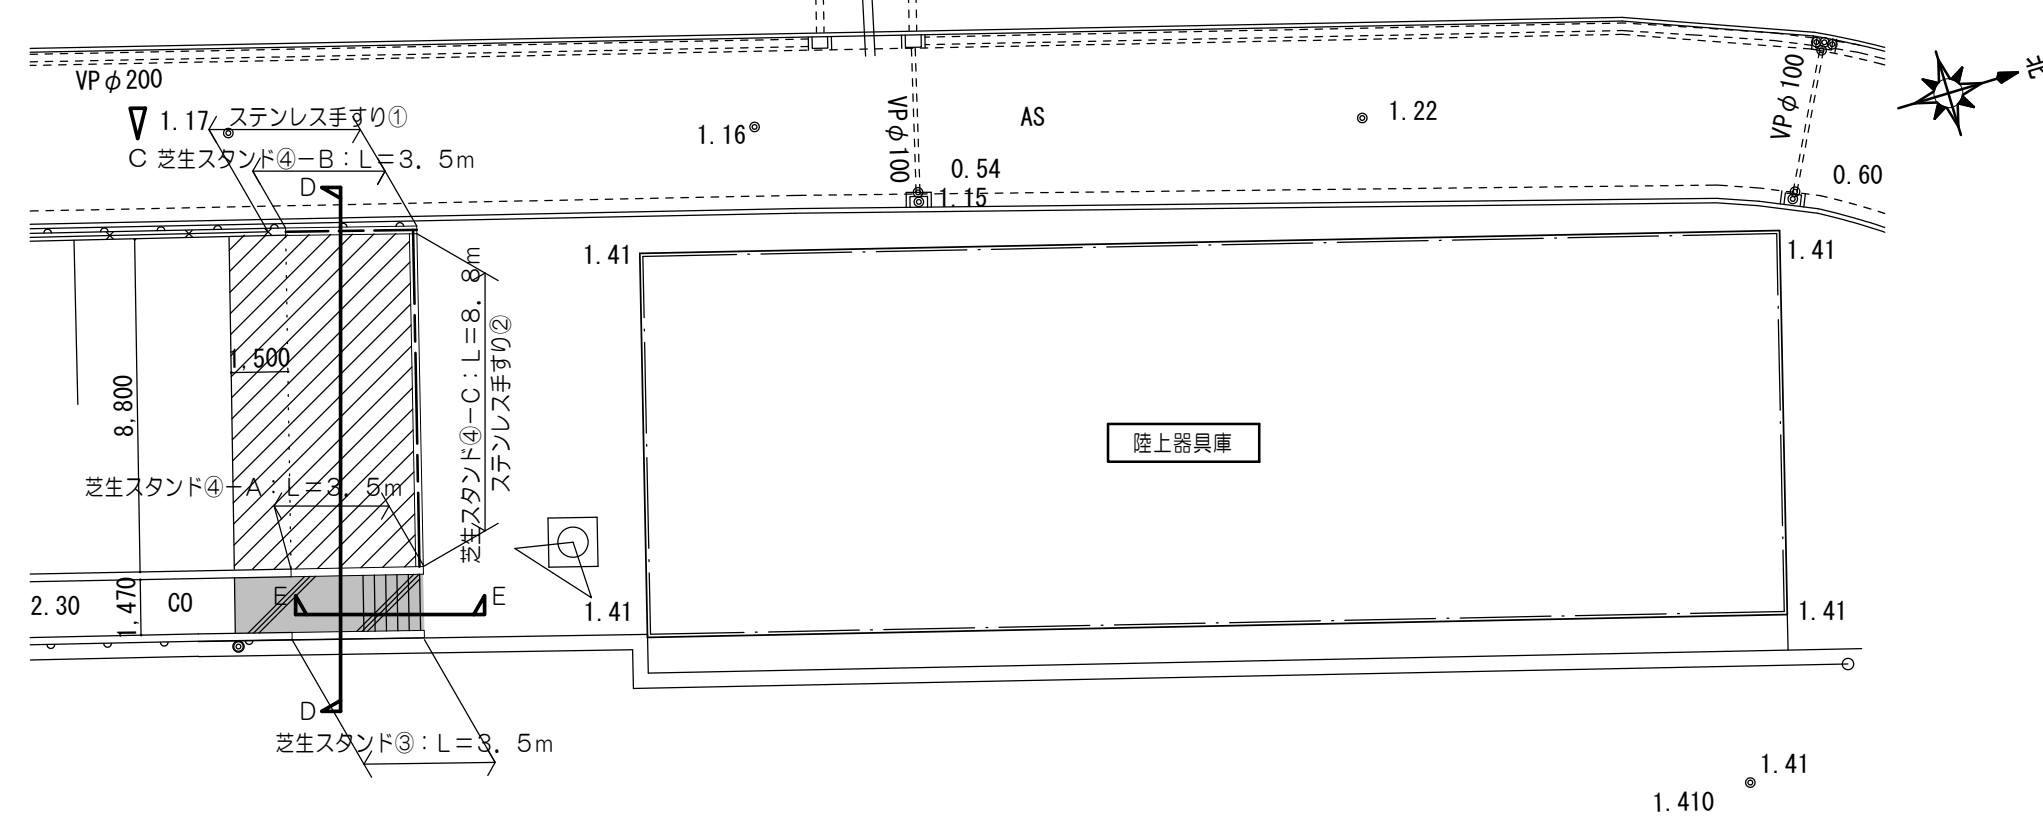 VPφ200
1.17
ステンレス手すり①
C
芝生スタンド④－B：L＝3．5m
D
1.16
VPφ100
AS
0.54
1.15
1.22
VPφ100
0.60
北
1.41
1.41
芝生スタンド④－C：L＝8．8m
ステンレス手すり②
1,500
8,800
陸上器具庫
芝生スタンド④－A：L＝3．5m
2.30
1,470
CO
E
E
1.41
1.41
D
芝生スタンド③：L＝3．5m
1.41
1.410